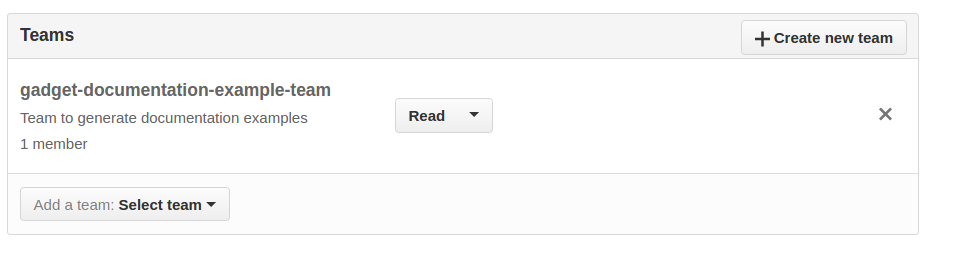 Teams
Create new team
gadget-documentation-example-team
Team to generate documentation examples
1 member
Read
Add a team: Select team